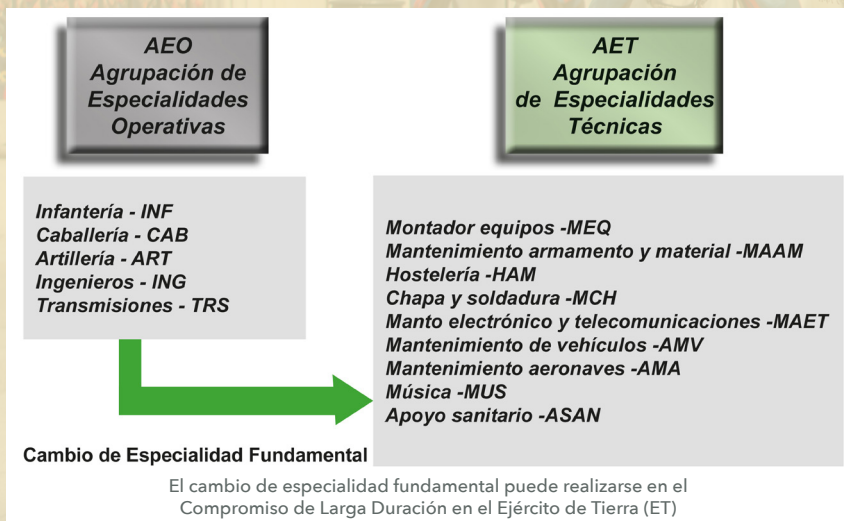 AEO
Agrupación de
Especialidades
Operativas
AET
Agrupación
de Especialidades
Técnicas
Infantería - INF
Caballería - CAB
Artillería - ART
Ingenieros - ING
Transmisiones - TRS
Montador equipos -MEQ
Mantenimiento armamento y material -MAAM
Hostelería -HAM
Chapa y soldadura -MCH
Manto electrónico y telecomunicaciones -MAET
Mantenimiento de vehículos -AMV
Mantenimiento aeronaves -AMA
Música -MUS
Apoyo sanitario -ASAN
Cambio de Especialidad Fundamental
El cambio de especialidad fundamental puede realizarse en el
Compromiso de Larga Duración en el Ejército de Tierra (ET)